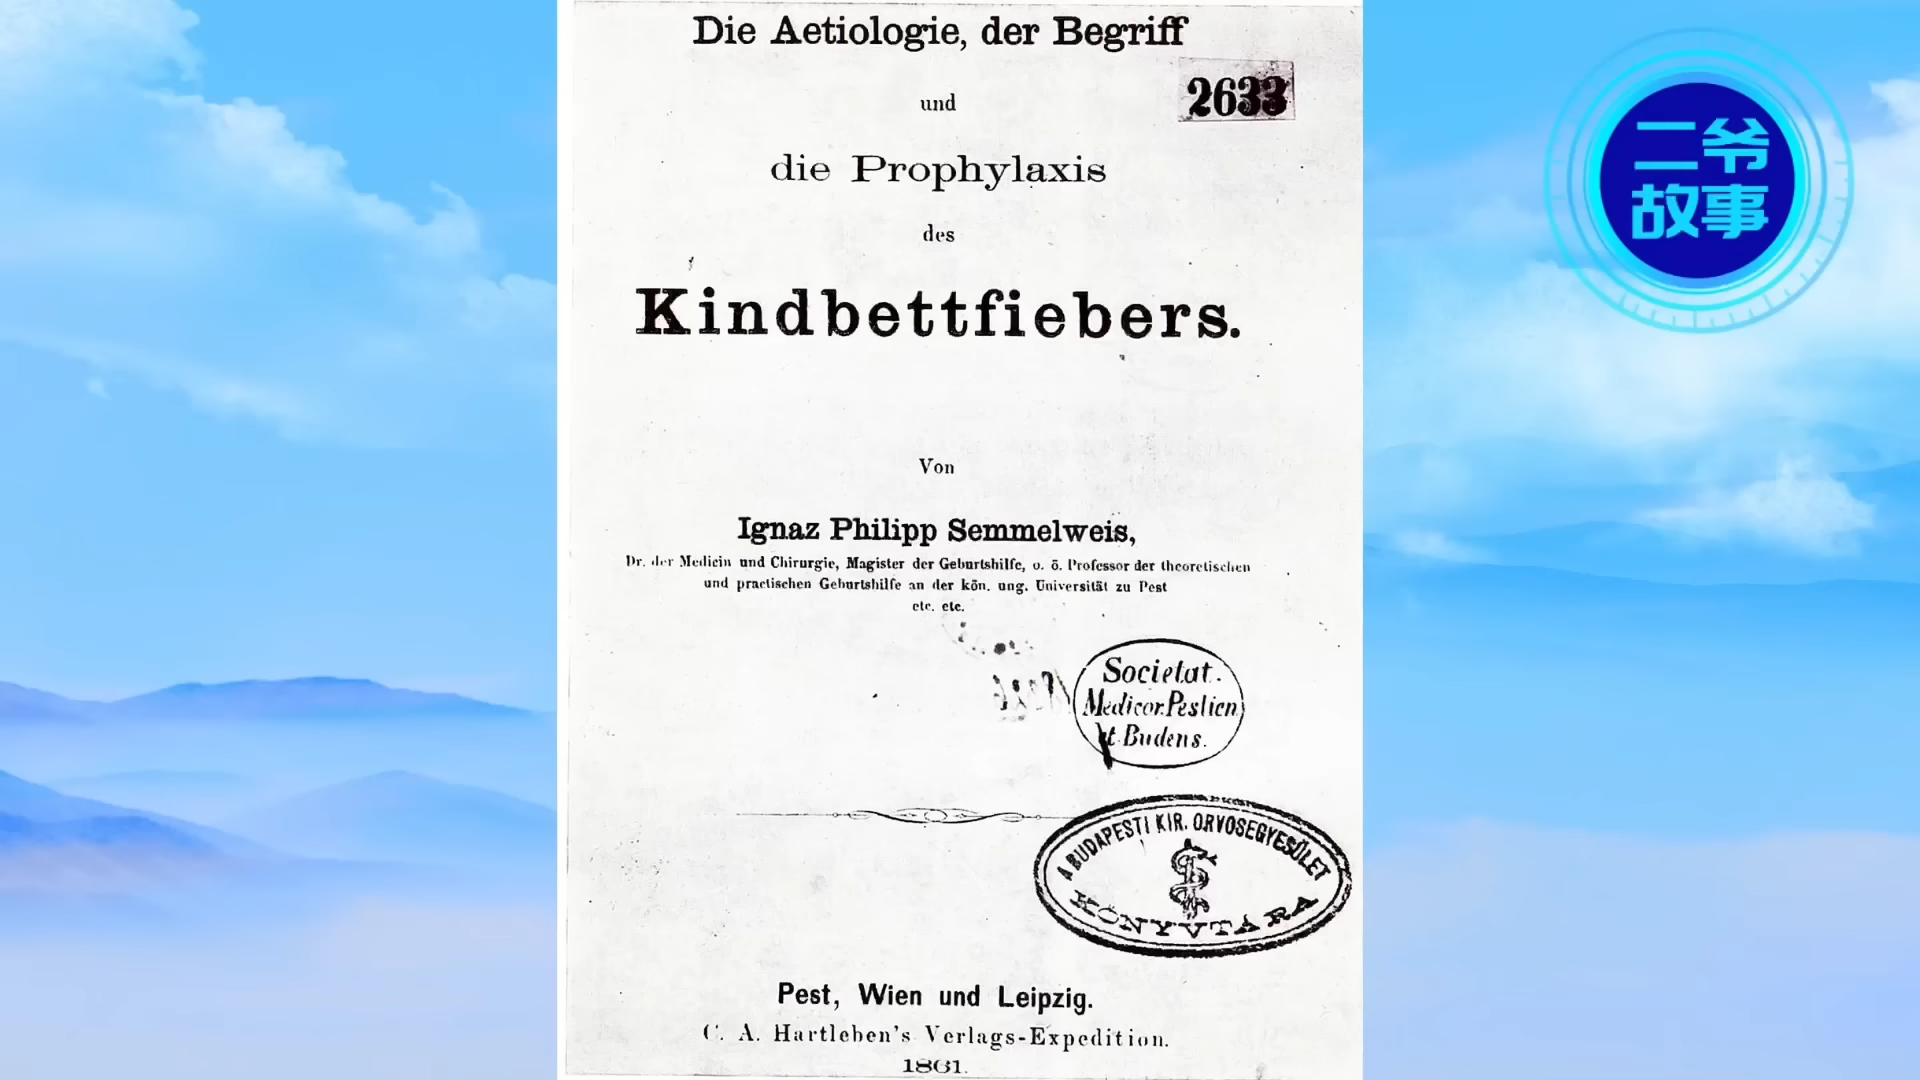 Die Aetiologie, der Begriff
2633
und
die Prophylaxis
des
Kindbettfiebers.
Von
Ignaz Philipp Semmelweis,
Dr. der Medicin und Chirurgie, Magister der Geburtshilfe, o. ö. Professor der theoretischen
und practischen Geburtshilfe an der kön. ung. Universität zu Pest
etc. etc.
Societat.
Medicor. Pestien
et Budens.
A BUDAPESTI KIR. ORVOSEGYESÜLET
KÖNYVTÁRA
Pest, Wien und Leipzig.
C. A. Hartleben's Verlags-Expedition.
1861.
二爷
故事